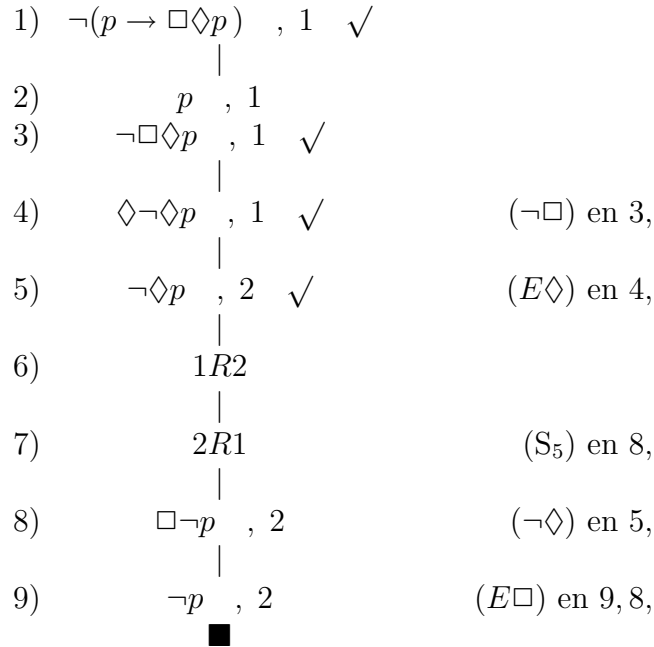 1) ¬(p → □◇p) , 1 √
2) p , 1
3) ¬□◇p , 1 √
4) ◇¬◇p , 1 √ (¬□) en 3,
5) ¬◇p , 2 √ (E◇) en 4,
6) 1R2
7) 2R1 (S₅) en 8,
8) □¬p , 2 (¬◇) en 5,
9) ¬p , 2 (E□) en 9, 8,